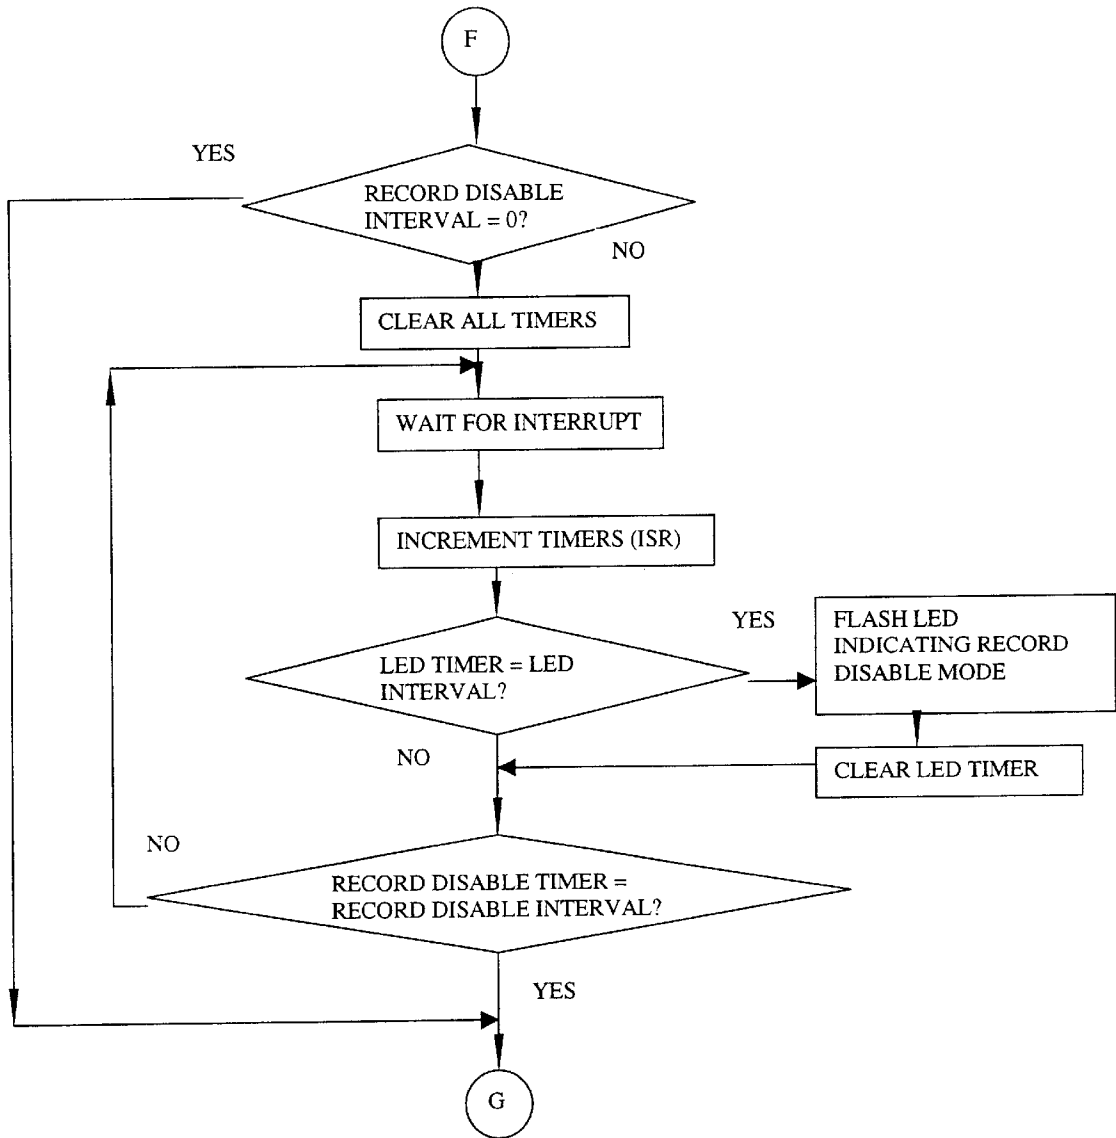 F
YES
RECORD DISABLE
INTERVAL = 0?
NO
CLEAR ALL TIMERS
WAIT FOR INTERRUPT
INCREMENT TIMERS (ISR)
LED TIMER = LED
INTERVAL?
YES
FLASH LED
INDICATING RECORD
DISABLE MODE
NO
CLEAR LED TIMER
NO
RECORD DISABLE TIMER =
RECORD DISABLE INTERVAL?
YES
G